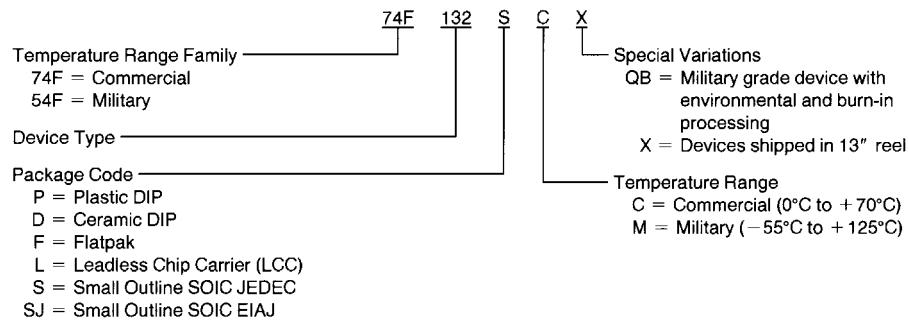 74F 132 S C X
Temperature Range Family
74F = Commercial
54F = Military
Device Type
Package Code
P = Plastic DIP
D = Ceramic DIP
F = Flatpak
L = Leadless Chip Carrier (LCC)
S = Small Outline SOIC JEDEC
SJ = Small Outline SOIC EIAJ
Special Variations
QB = Military grade device with
environmental and burn-in
processing
X = Devices shipped in 13″ reel
Temperature Range
C = Commercial (0°C to +70°C)
M = Military (−55°C to +125°C)